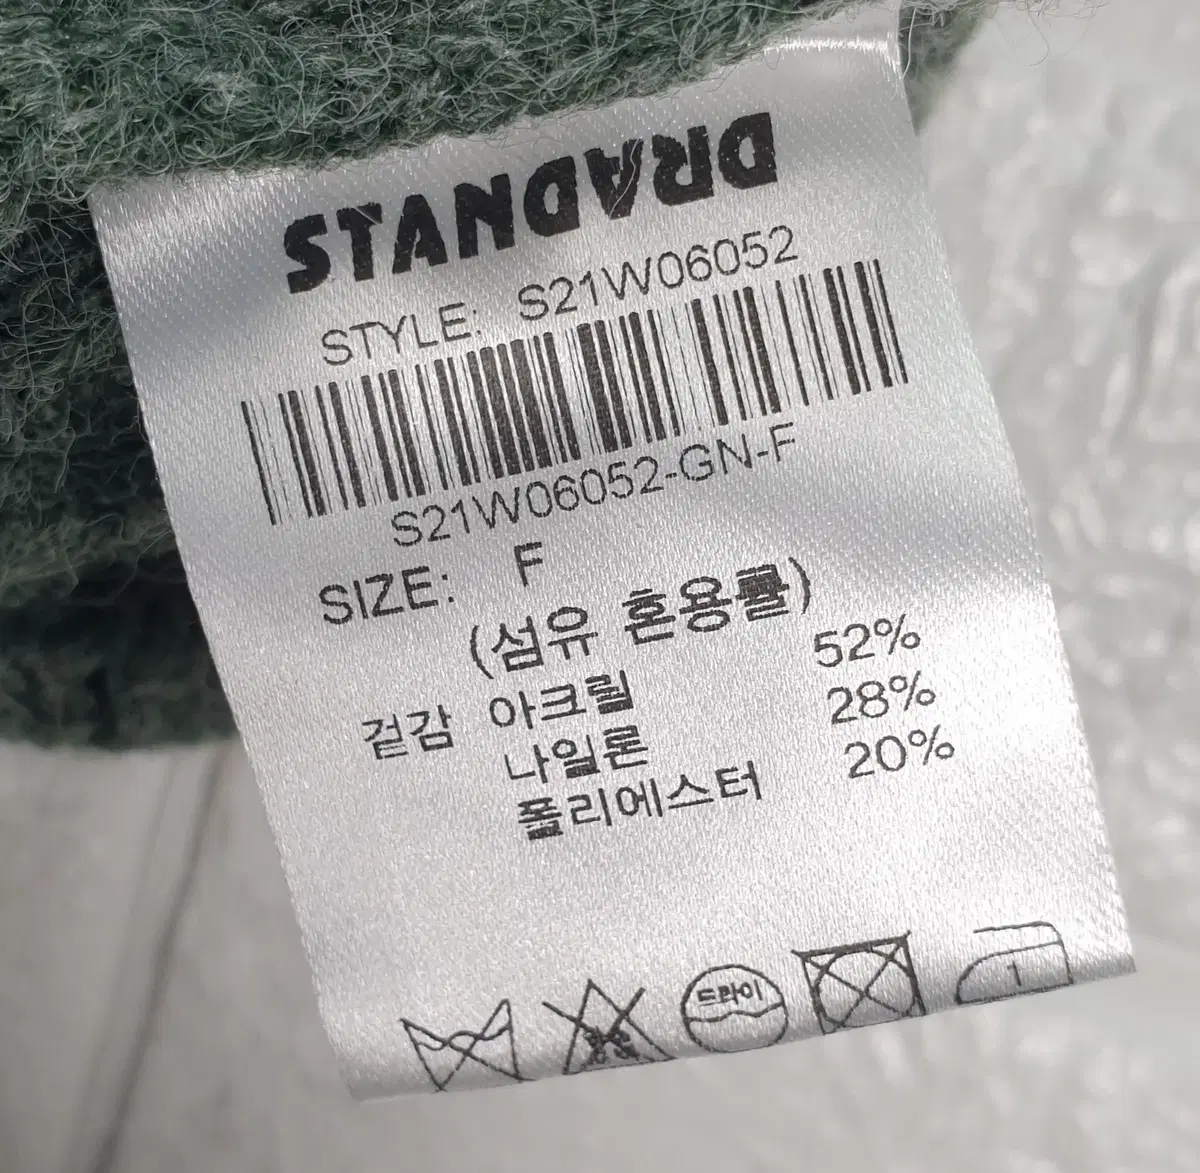 STANDARD
STYLE: S21W06052
S21W06052-GN-F
SIZE: F
(섬유 혼용률)
겉감 아크릴 52%
나일론 28%
폴리에스터 20%
드라이 1